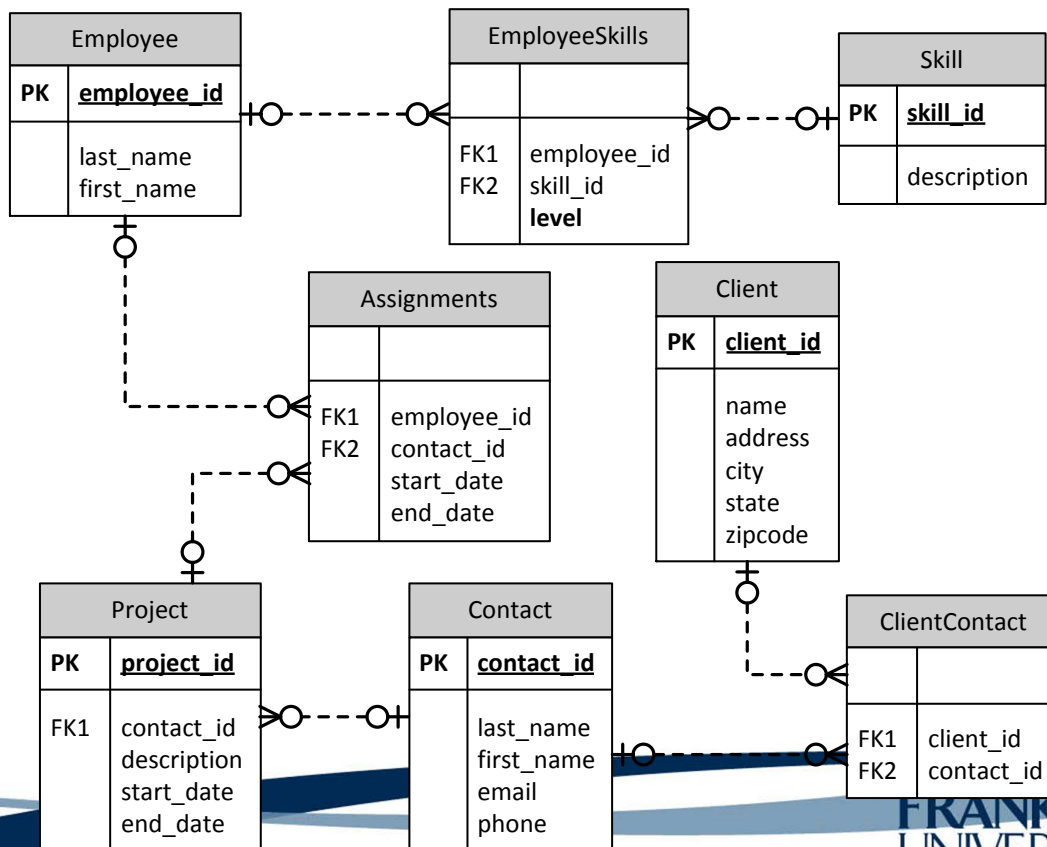 Employee
PK employee_id
last_name
first_name
EmployeeSkills
FK1 employee_id
FK2 skill_id
level
Skill
PK skill_id
description
Assignments
FK1 employee_id
FK2 contact_id
start_date
end_date
Client
PK client_id
name
address
city
state
zipcode
Project
PK project_id
FK1 contact_id
description
start_date
end_date
Contact
PK contact_id
last_name
first_name
email
phone
ClientContact
FK1 client_id
FK2 contact_id